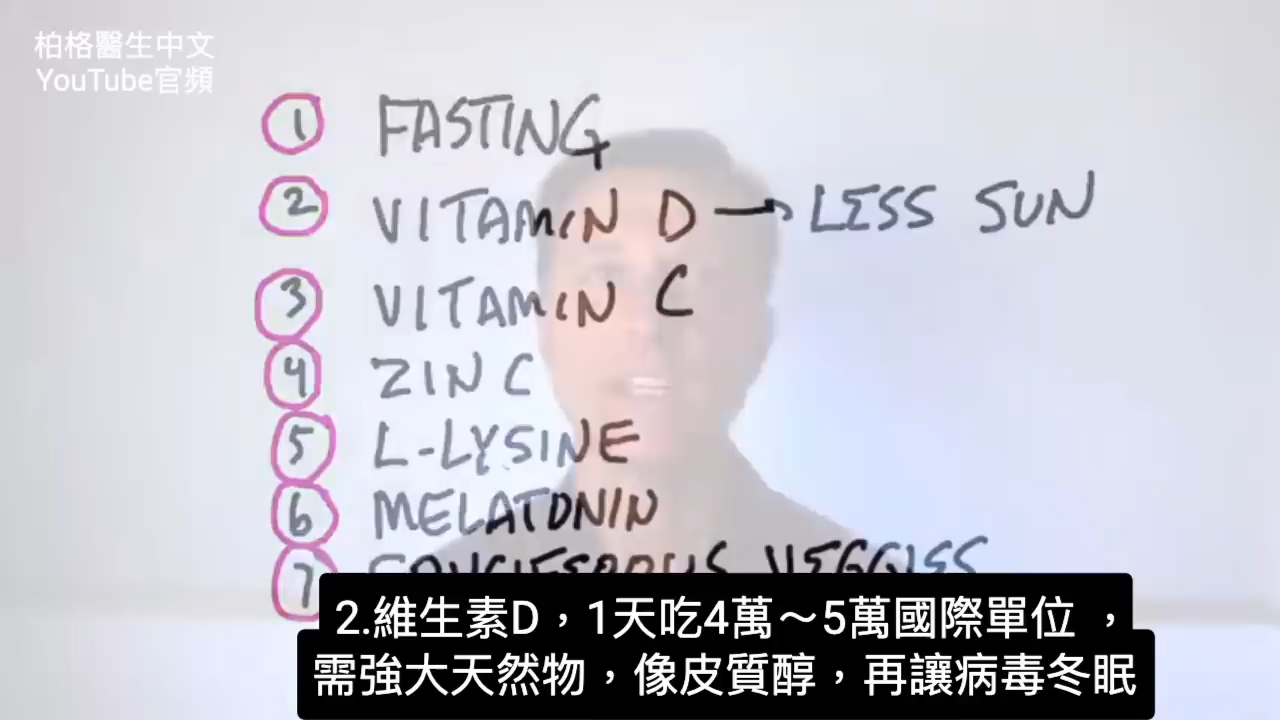 柏格醫生中文
YouTube官頻
1 FASTING
2 VITAMIN D → LESS SUN
3 VITAMIN C
4 ZINC
5 L-LYSINE
6 MELATONIN
7 VEGGIES
2.維生素D，1天吃4萬～5萬國際單位 ，
需強大天然物，像皮質醇，再讓病毒冬眠